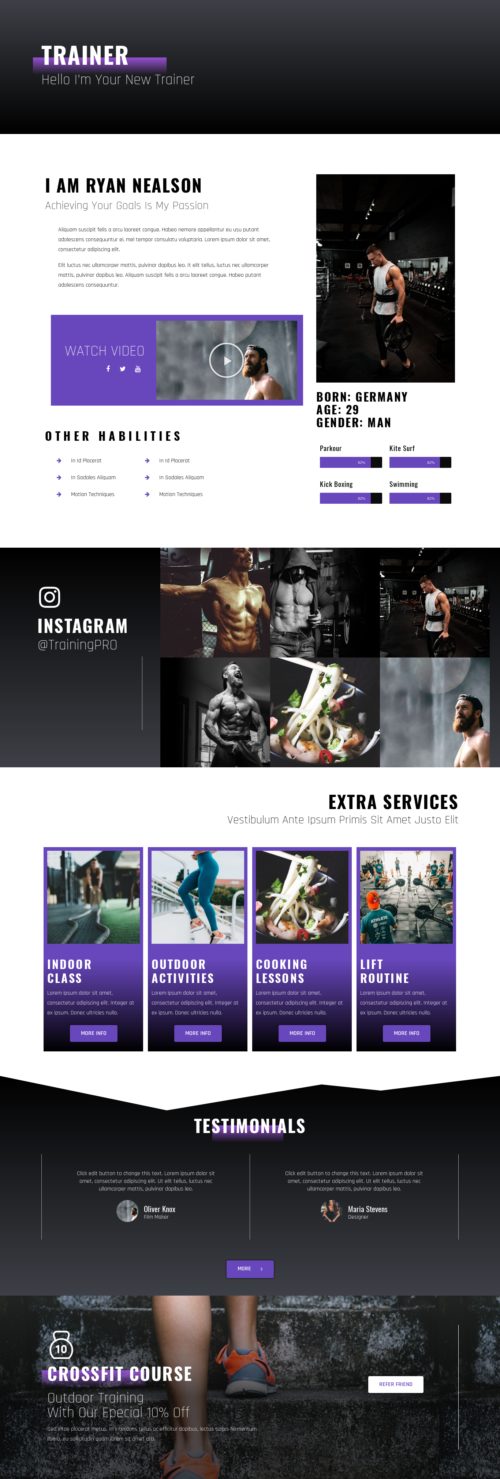 TRAINER
Hello I'm Your New Trainer
I AM RYAN NEALSON
Achieving Your Goals Is My Passion
Aliquam suscipit felis a arcu laoreet congue. Habeo nemore appellantur eu usu putant
adolescens consequuntur ei, mei tempor consulatu voluptaria. Lorem ipsum dolor sit amet,
consectetur adipiscing elit.
Elit luctus nec ullamcorper mattis, pulvinar dapibus leo. It elit tellus, luctus nec ullamcorper
mattis, pulvinar dapibus leo. Aliquam suscipit felis a arcu laoreet congue. Habeo putant
adolescens consequuntur.
WATCH VIDEO
OTHER HABILITIES
In Id Placerat
In Id Placerat
In Sodales Aliquam
In Sodales Aliquam
Motion Techniques
Motion Techniques
BORN: GERMANY
AGE: 29
GENDER: MAN
Parkour
Kite Surf
82%
82%
Kick Boxing
Swimming
82%
82%
INSTAGRAM
@TrainingPRO
EXTRA SERVICES
Vestibulum Ante Ipsum Primis Sit Amet Justo Elit
INDOOR
CLASS
Lorem ipsum dolor sit amet,
consectetur adipiscing elit. Integer at
ex ipsum. Donec ultricies nulla.
MORE INFO
OUTDOOR
ACTIVITIES
Lorem ipsum dolor sit amet,
consectetur adipiscing elit. Integer at
ex ipsum. Donec ultricies nulla.
MORE INFO
COOKING
LESSONS
Lorem ipsum dolor sit amet,
consectetur adipiscing elit. Integer at
ex ipsum. Donec ultricies nulla.
MORE INFO
LIFT
ROUTINE
Lorem ipsum dolor sit amet,
consectetur adipiscing elit. Integer at
ex ipsum. Donec ultricies nulla.
MORE INFO
TESTIMONIALS
Click edit button to change this text. Lorem ipsum dolor sit
amet, consectetur adipiscing elit. Ut elit tellus, luctus nec
ullamcorper mattis, pulvinar dapibus leo.
Oliver Knox
Film Maker
Click edit button to change this text. Lorem ipsum dolor sit
amet, consectetur adipiscing elit. Ut elit tellus, luctus nec
ullamcorper mattis, pulvinar dapibus leo.
Maria Stevens
Designer
MORE
10
CROSSFIT COURSE
Outdoor Training
With Our Epecial 10% Off
REFER FRIEND